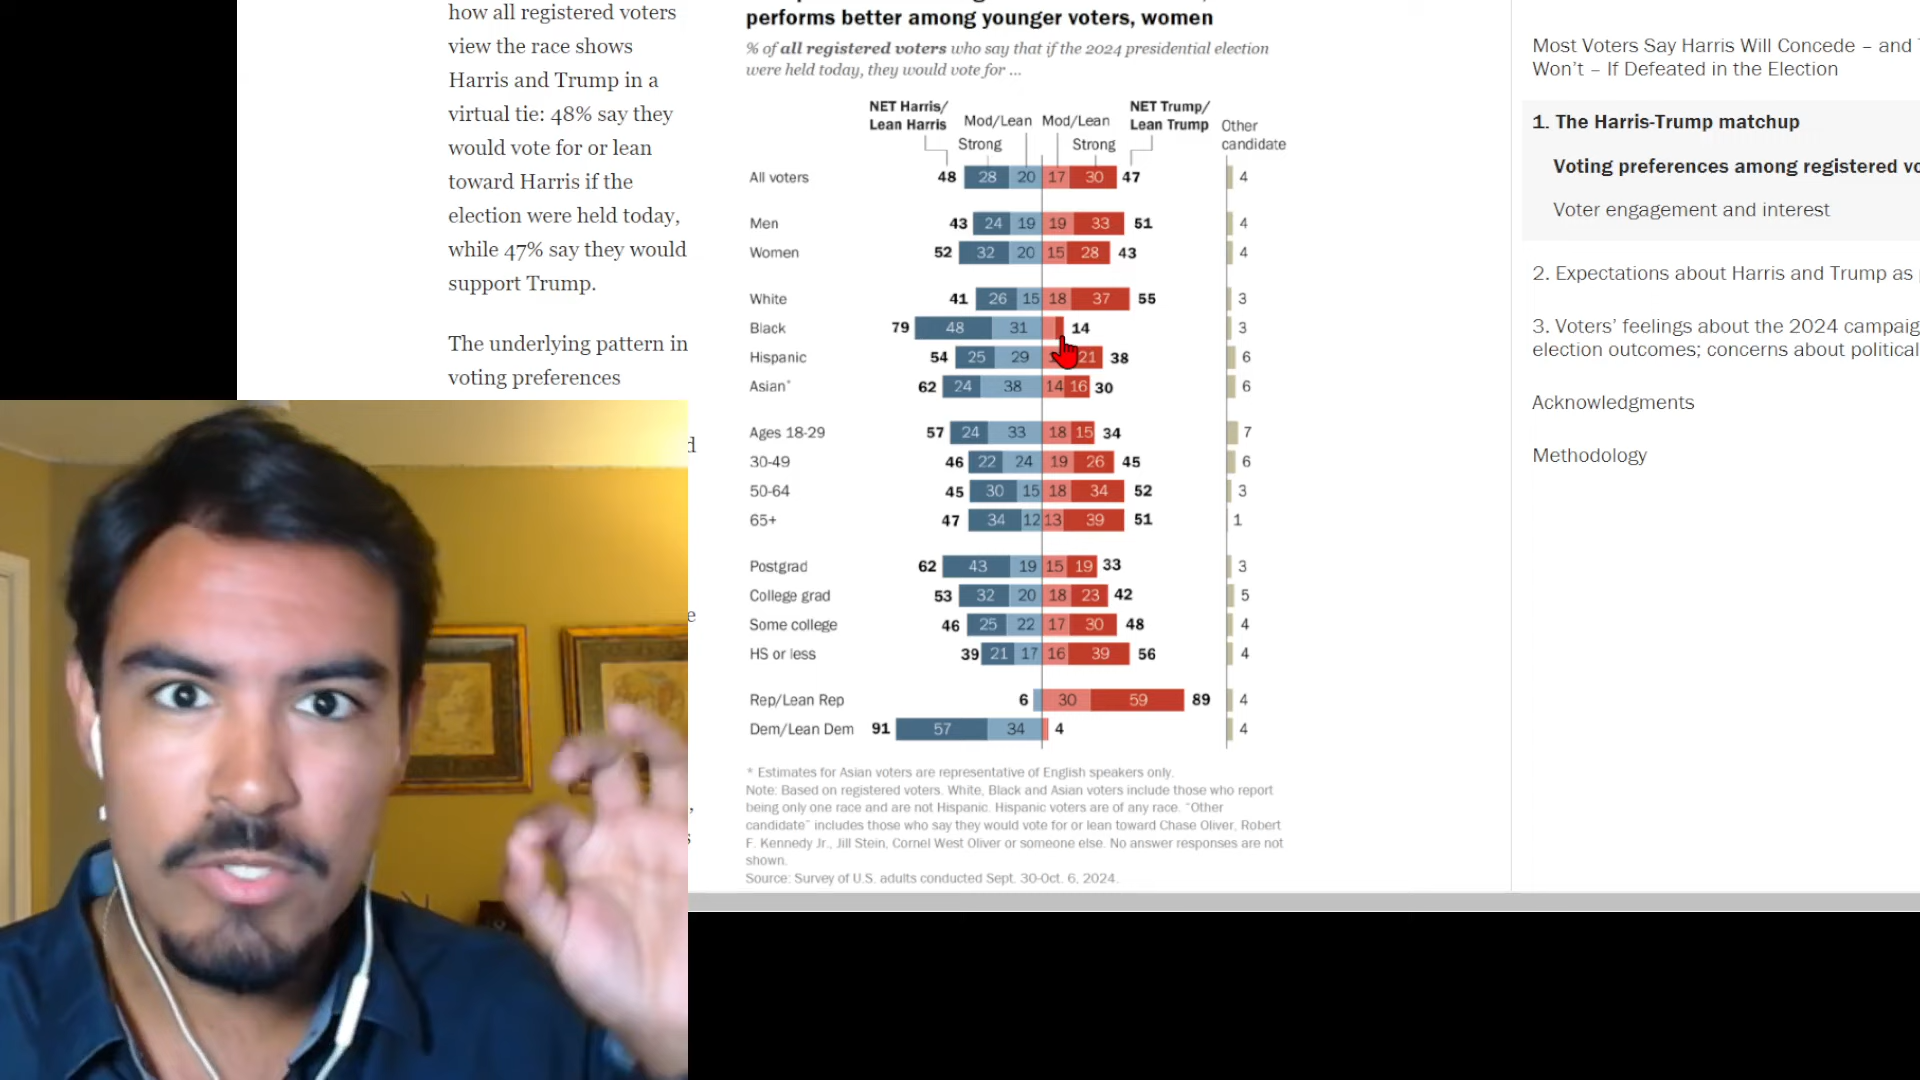 how all registered voters
view the race shows
Harris and Trump in a
virtual tie: 48% say they
would vote for or lean
toward Harris if the
election were held today,
while 47% say they would
support Trump.
The underlying pattern in
voting preferences
performs better among younger voters, women
% of all registered voters who say that if the 2024 presidential election
were held today, they would vote for ...
NET Harris/
Lean Harris
Mod/Lean
Strong
Mod/Lean
Strong
NET Trump/
Lean Trump
Other
candidate
All voters 48 28 20 17 30 47 4
Men 43 24 19 19 33 51 4
Women 52 32 20 15 28 43 4
White 41 26 15 18 37 55 3
Black 79 48 31 14 3
Hispanic 54 25 29 21 38 6
Asian* 62 24 38 14 16 30 6
Ages 18-29 57 24 33 18 15 34 7
30-49 46 22 24 19 26 45 6
50-64 45 30 15 18 34 52 3
65+ 47 34 12 13 39 51 1
Postgrad 62 43 19 15 19 33 3
College grad 53 32 20 18 23 42 5
Some college 46 25 22 17 30 48 4
HS or less 39 21 17 16 39 56 4
Rep/Lean Rep 6 30 59 89 4
Dem/Lean Dem 91 57 34 4 4
* Estimates for Asian voters are representative of English speakers only.
Note: Based on registered voters. White, Black and Asian voters include those who report
being only one race and are not Hispanic. Hispanic voters are of any race. "Other
candidate" includes those who say they would vote for or lean toward Chase Oliver, Robert
F. Kennedy Jr., Jill Stein, Cornel West Oliver or someone else. No answer responses are not
shown.
Source: Survey of U.S. adults conducted Sept. 30-Oct. 6, 2024.
Most Voters Say Harris Will Concede – and
Won't – If Defeated in the Election
1. The Harris-Trump matchup
Voting preferences among registered
Voter engagement and interest
2. Expectations about Harris and Trump as
3. Voters' feelings about the 2024
election outcomes; concerns about political
Acknowledgments
Methodology